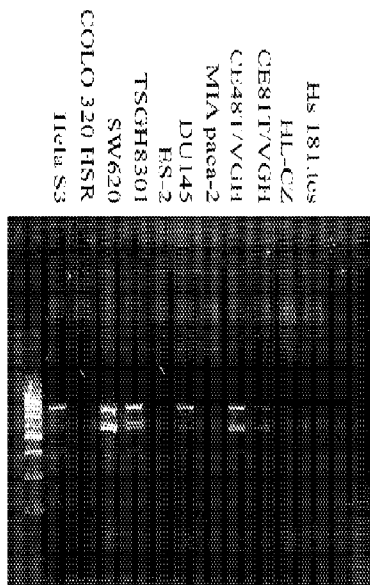 Hs 181.tes
HL-CZ
CE81T/VGH
CE48T/VGH
MIA paca-2
DU145
ES-2
TSGH8301
SW620
COLO 320 HSR
Hela S3